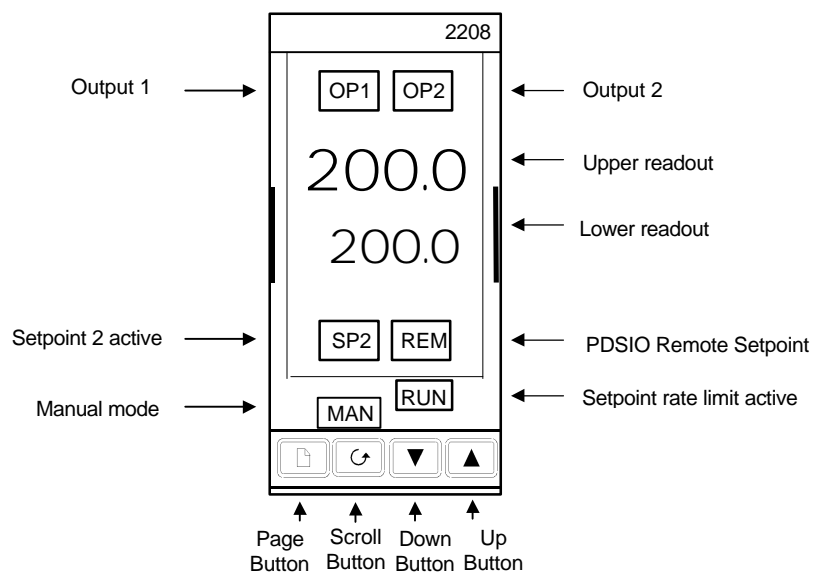 2208
Output 1
OP1 OP2
Output 2
200.0
Upper readout
200.0
Lower readout
Setpoint 2 active
SP2 REM
PDSIO Remote Setpoint
Manual mode
MAN
RUN
Setpoint rate limit active
Page
Button
Scroll
Button
Down
Button
Up
Button